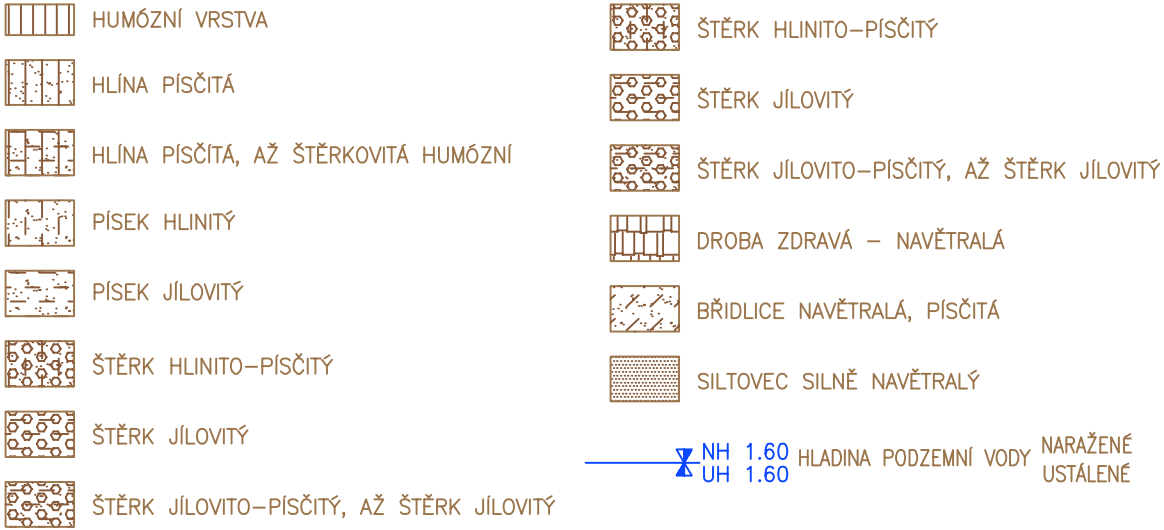 HUMÓZNÍ VRSTVA
HLÍNA PÍSČITÁ
HLÍNA PÍSČÍTÁ, AŽ ŠTĚRKOVITÁ HUMÓZNÍ
PÍSEK HLINITÝ
PÍSEK JÍLOVITÝ
ŠTĚRK HLINITO-PÍSČITÝ
ŠTĚRK JÍLOVITÝ
ŠTĚRK JÍLOVITO-PÍSČITÝ, AŽ ŠTĚRK JÍLOVITÝ
ŠTĚRK HLINITO-PÍSČITÝ
ŠTĚRK JÍLOVITÝ
ŠTĚRK JÍLOVITO-PÍSČITÝ, AŽ ŠTĚRK JÍLOVITÝ
DROBA ZDRAVÁ - NAVĚTRALÁ
BŘIDLICE NAVĚTRALÁ, PÍSČITÁ
SILTOVEC SILNĚ NAVĚTRALÝ
NH 1.60
UH 1.60
HLADINA PODZEMNÍ VODY
NARAŽENÉ
USTÁLENÉ